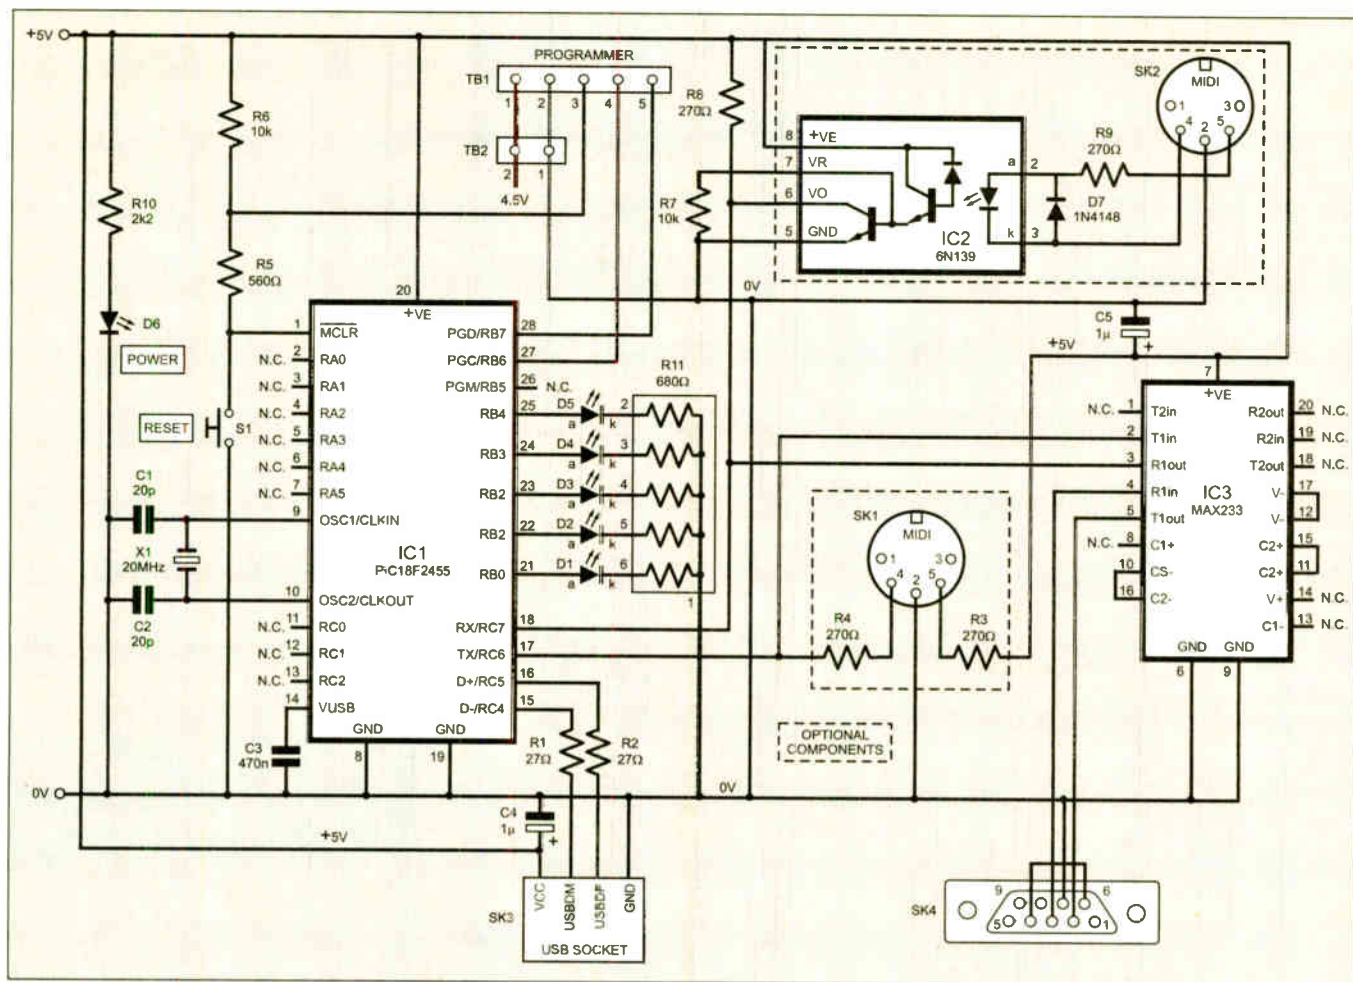 +5V
PROGRAMMER
TB1
1 2 3 4 5
TB2
2 1
4.5V
R6
10k
R10
2k2
R5
560Ω
D6
POWER
RESET
S1
C1
20p
X1
20MHz
C2
20p
R8
270Ω
R7
10k
8 +VE
7 VR
6 VO
5 GND
a 2
k 3
IC2
6N139
R9
270Ω
D7
1N4148
SK2
MIDI
1 3
4 2 5
0V
C5
1µ
+
+5V
20
+VE
1 MCLR
N.C. 2 RA0
N.C. 3 RA1
N.C. 4 RA2
N.C. 5 RA3
N.C. 6 RA4
N.C. 7 RA5
9 OSC1/CLKIN
10 OSC2/CLKOUT
N.C. 11 RC0
N.C. 12 RC1
N.C. 13 RC2
14 VUSB
IC1
PiC18F2455
PGD/RB7 28
PGC/RB6 27
PGM/RB5 26 N.C.
RB4 25
RB3 24
RB2 23
RB2 22
RB0 21
RX/RC7 18
TX/RC6 17
D+/RC5 16
D-/RC4 15
GND GND
8 19
D5 a k 2
D4 a k 3
D3 a k 4
D2 a k 5
D1 a k 6
R11
680Ω
1
C3
470n
R1
27Ω
R2
27Ω
SK1
MIDI
1 3
4 2 5
R4
270Ω
R3
270Ω
OPTIONAL
COMPONENTS
7
+VE
N.C. 1 T2in
2 T1in
3 R1out
4 R1in
5 T1out
N.C. 8 C1+
10 CS-
16 C2-
IC3
MAX233
R2out 20 N.C.
R2in 19 N.C.
T2out 18 N.C.
V- 17
V- 12
C2+ 15
C2+ 11
V+ 14 N.C.
C1- 13 N.C.
GND GND
6 9
0V
0V
+5V
C4
1µ
+
SK3
VCC
USBDM
USBDP
GND
USB SOCKET
SK4
9 6
5 1